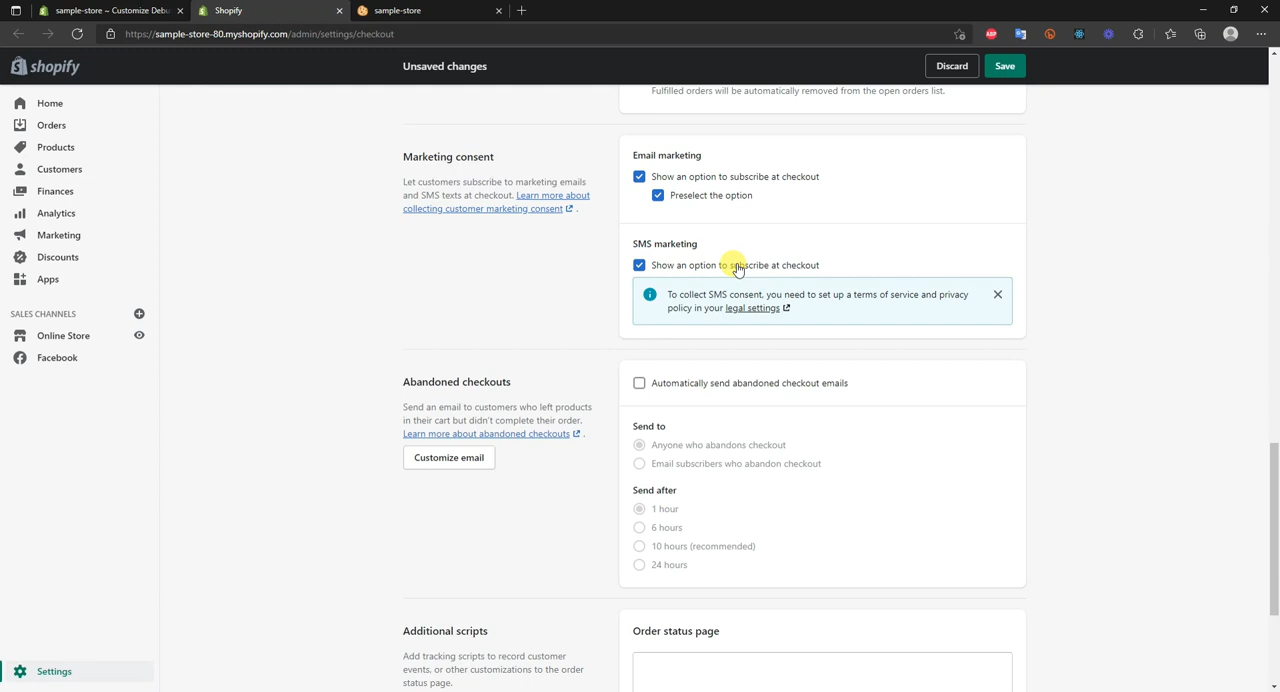 sample-store ~ Customize Debu
Shopify
sample-store
https://sample-store-80.myshopify.com/admin/settings/checkout
ABP
shopify
Unsaved changes
Discard
Save
Home
Orders
Products
Customers
Finances
Analytics
Marketing
Discounts
Apps
SALES CHANNELS
Online Store
Facebook
Settings
Fulfilled orders will be automatically removed from the open orders list.
Marketing consent
Let customers subscribe to marketing emails
and SMS texts at checkout. Learn more about
collecting customer marketing consent .
Email marketing
Show an option to subscribe at checkout
Preselect the option
SMS marketing
Show an option to subscribe at checkout
To collect SMS consent, you need to set up a terms of service and privacy
policy in your legal settings
Abandoned checkouts
Send an email to customers who left products
in their cart but didn't complete their order.
Learn more about abandoned checkouts .
Customize email
Automatically send abandoned checkout emails
Send to
Anyone who abandons checkout
Email subscribers who abandon checkout
Send after
1 hour
6 hours
10 hours (recommended)
24 hours
Additional scripts
Add tracking scripts to record customer
events, or other customizations to the order
status page.
Order status page